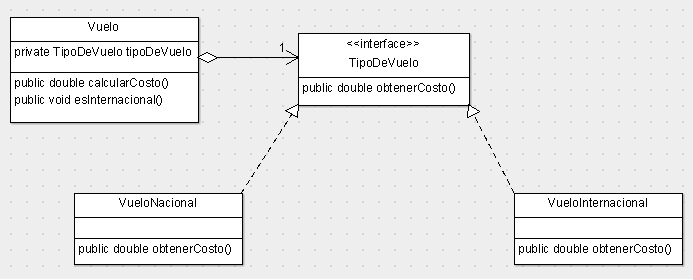 Vuelo
private TipoDeVuelo tipoDeVuelo
public double calcularCosto()
public void esInternacional()
1
<<interface>>
TipoDeVuelo
public double obtenerCosto()
VueloNacional
public double obtenerCosto()
VueloInternacional
public double obtenerCosto()